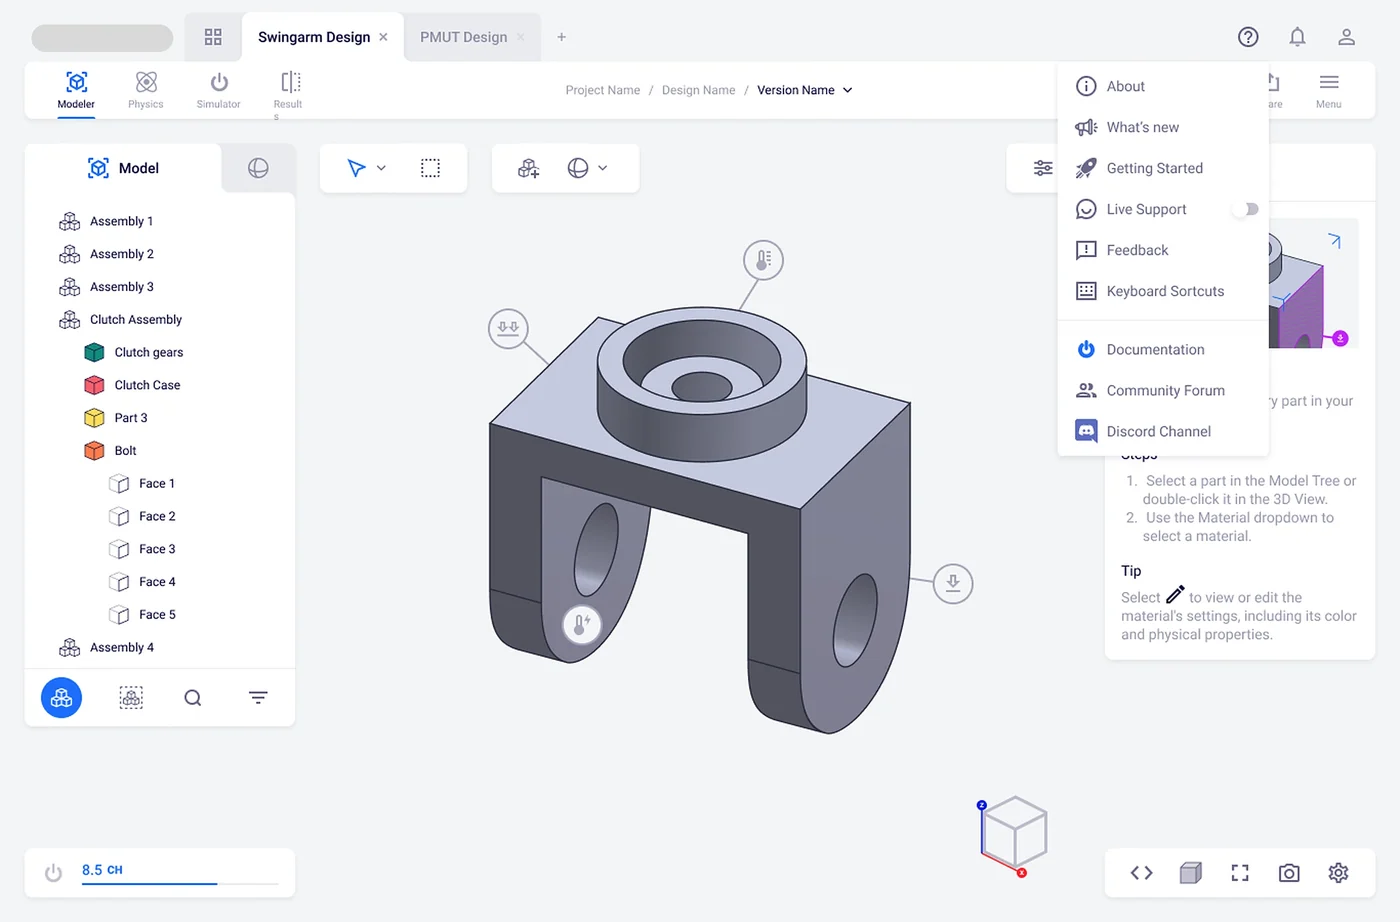 Swingarm Design
PMUT Design
Modeler
Physics
Simulator
Result
s
Project Name / Design Name / Version Name
are
Menu
About
What's new
Getting Started
Live Support
Feedback
Keyboard Sortcuts
Documentation
Community Forum
Discord Channel
Model
Assembly 1
Assembly 2
Assembly 3
Clutch Assembly
Clutch gears
Clutch Case
Part 3
Bolt
Face 1
Face 2
Face 3
Face 4
Face 5
Assembly 4
8.5 CH
Z
X
ry part in your
Steps
1. Select a part in the Model Tree or
double-click it in the 3D View.
2. Use the Material dropdown to
select a material.
Tip
Select to view or edit the
material's settings, including its color
and physical properties.